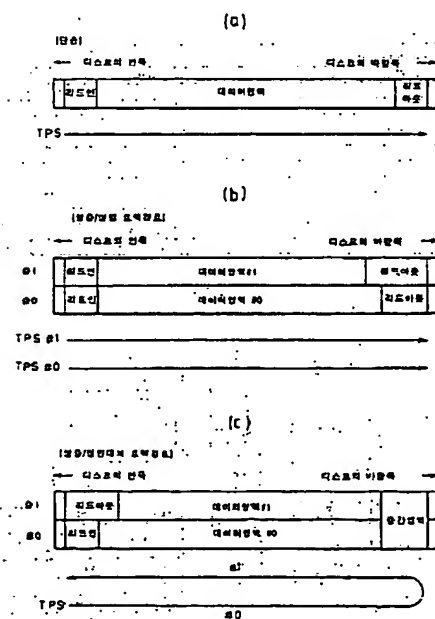 (a)
[단층]
디스크의 안쪽 디스크의 바깥쪽
리드인 데이터영역 리드아웃
TPS
(b)
디스크의 안쪽 디스크의 바깥쪽
#1 리드인 데이터영역#1 리드아웃
#0 리드인 데이터영역 #0 리드아웃
TPS #1
TPS #0
(c)
디스크의 안쪽 디스크의 바깥쪽
#1 리드아웃 데이터영역#1 중간영역
#0 리드인 데이터영역 #0
#1
TPS
#0